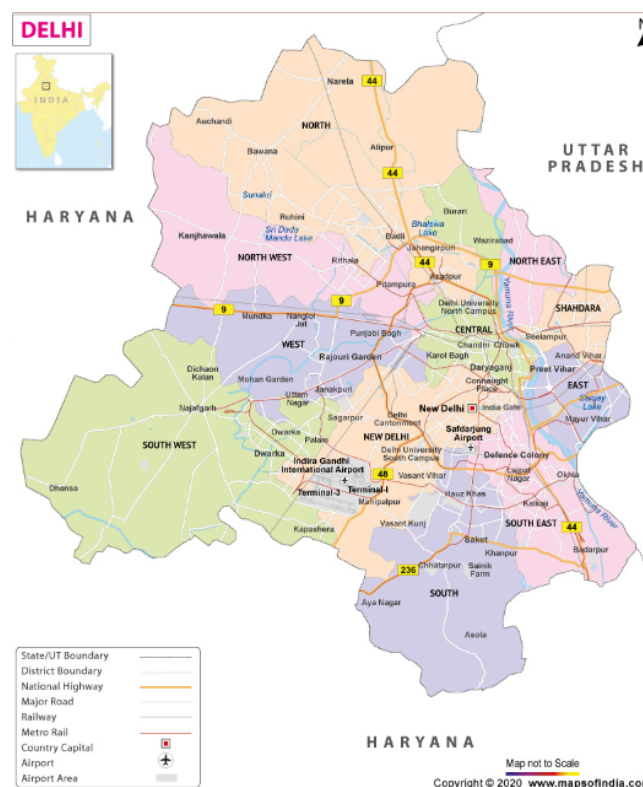 DELHI
N
INDIA
UTTAR
PRADESH
HARYANA
Narela
44
NORTH
Auchandi
Bawana
Alipur
44
Sunakri
Burari
Rohini
Bhalswa
Lake
Sri Dada
Mandu Lake
Kanjhawala
Badli
Wazirabad
Jahangirpuri
NORTH WEST
Rithala
44
9
NORTH EAST
Azadpur
Pitampura
Yamuna River
9
9
Delhi University
North Campus
SHAHDARA
Mundka
Nangloi
Jat
Punjabi Bagh
CENTRAL
Seelampur
WEST
Chandni Chowk
Rajouri Garden
Karol Bagh
Anand Vihar
Dichaon
Kalan
Daryaganj
Preet Vihar
Mohan Garden
Janakpuri
Connaught
Place
EAST
Uttam
Nagar
Sanjay
Lake
Najafgarh
New Delhi
India Gate
Sagarpur
Delhi
Cantonment
Mayur Vihar
Dwarka
Palam
NEW DELHI
Safdarjung
Airport
SOUTH WEST
Delhi University
South Campus
Defence Colony
Dwarka
Indira Gandhi
International Airport
Lajpat
Nagar
48
Vasant Vihar
Okhla
Dhansa
Terminal-3
Terminal-I
Hauz Khas
Mahipalpur
Kalkaji
Yamuna River
Kapashera
Vasant Kunj
SOUTH EAST
44
Saket
Khanpur
Badarpur
236
Chhatarpur
Sainik
Farm
Aya Nagar
SOUTH
Asola
State/UT Boundary
District Boundary
National Highway
Major Road
Railway
Metro Rail
Country Capital
Airport
Airport Area
HARYANA
Map not to Scale
Copyright © 2020 www.mapsofindia.com